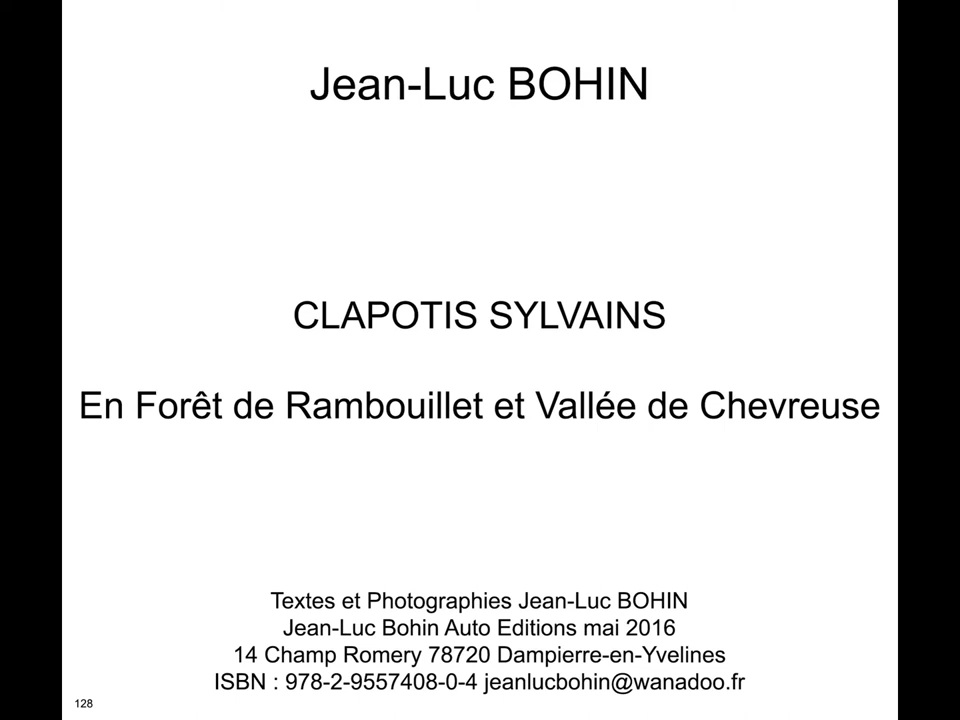 Jean-Luc BOHIN
CLAPOTIS SYLVAINS
En Forêt de Rambouillet et Vallée de Chevreuse
Textes et Photographies Jean-Luc BOHIN
Jean-Luc Bohin Auto Editions mai 2016
14 Champ Romery 78720 Dampierre-en-Yvelines
ISBN : 978-2-9557408-0-4 jeanlucbohin@wanadoo.fr
128